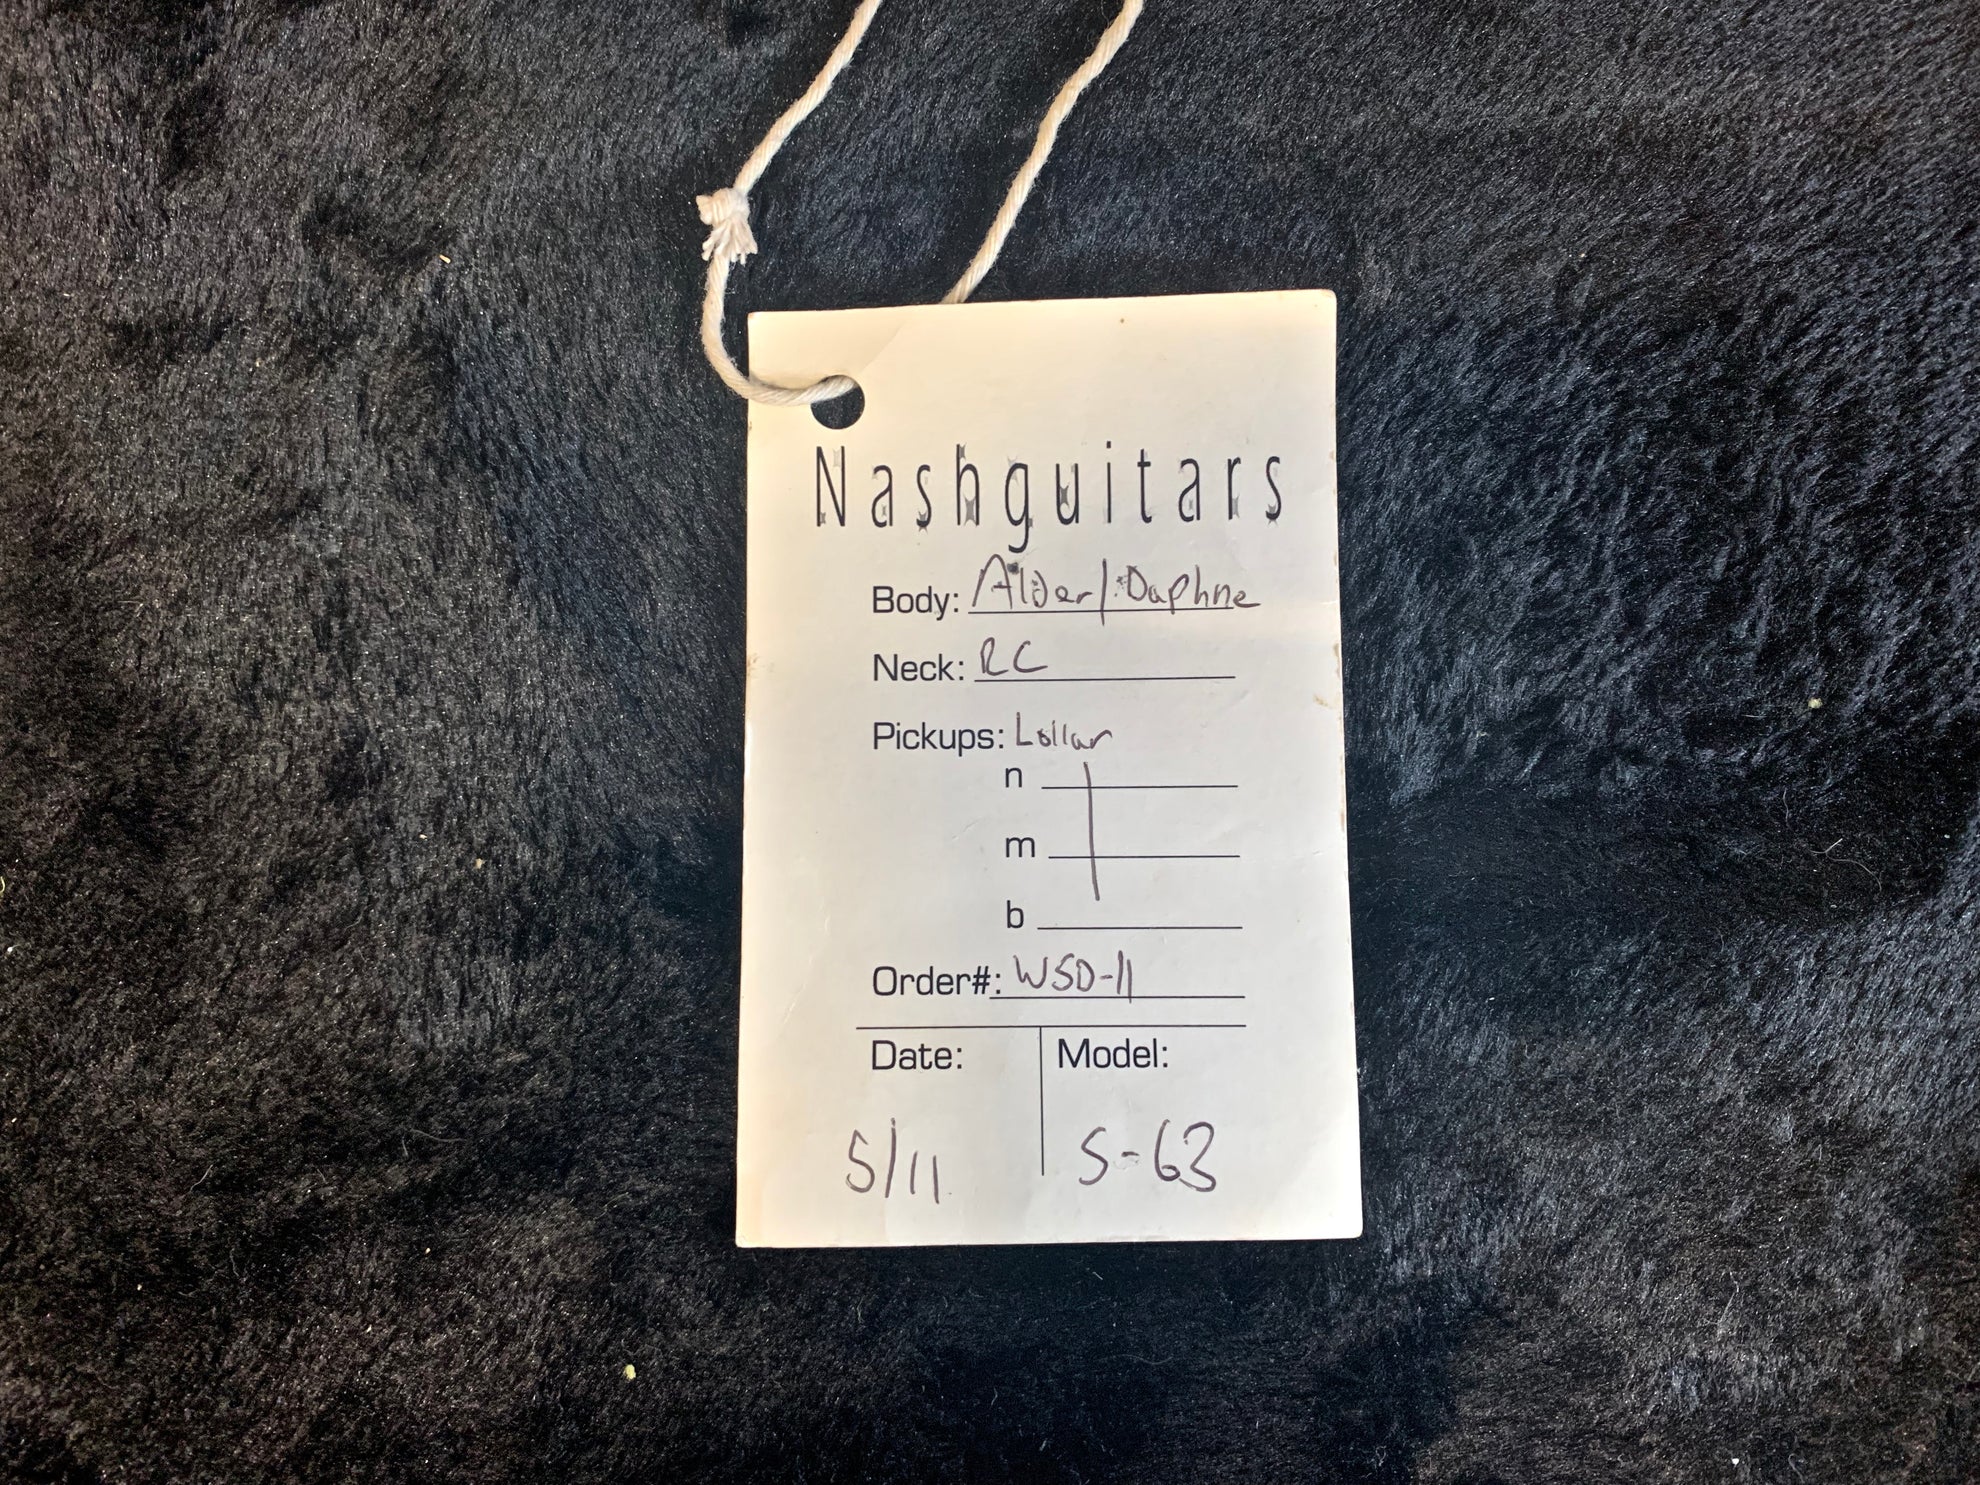 Nashguitars
Body: Alder/Daphne
Neck: RC
Pickups: Lollar
n
m
b
Order#: WSD-11
Date: Model:
5/11 S-63